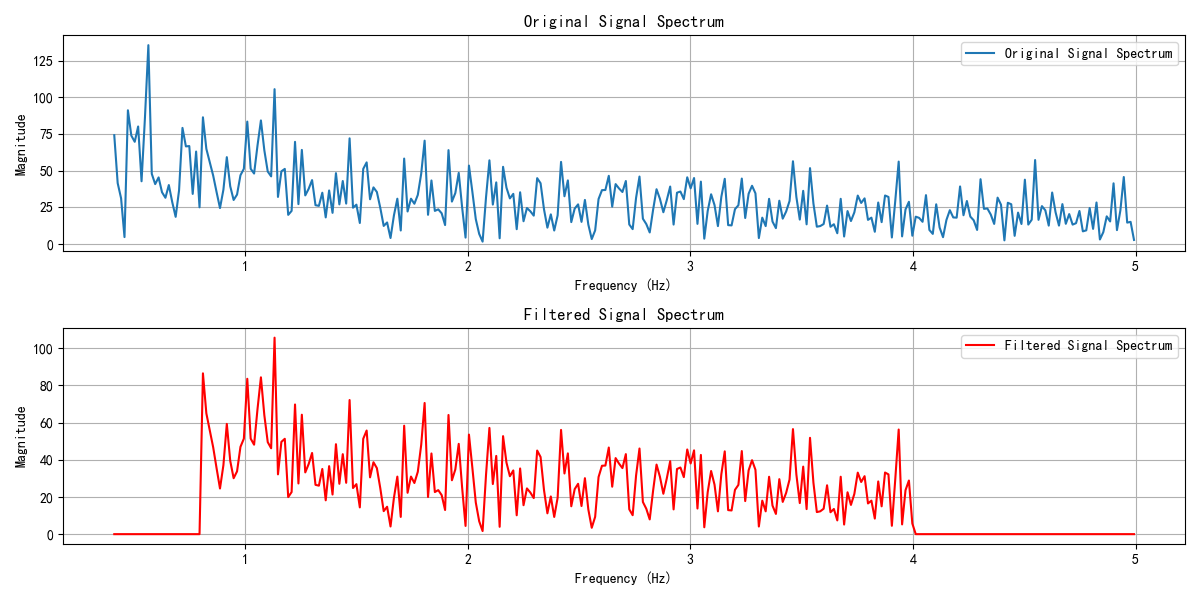 Original Signal Spectrum
Original Signal Spectrum
Magnitude
125
100
75
50
25
0
1
2
3
4
5
Frequency (Hz)
Filtered Signal Spectrum
Filtered Signal Spectrum
Magnitude
100
80
60
40
20
0
1
2
3
4
5
Frequency (Hz)